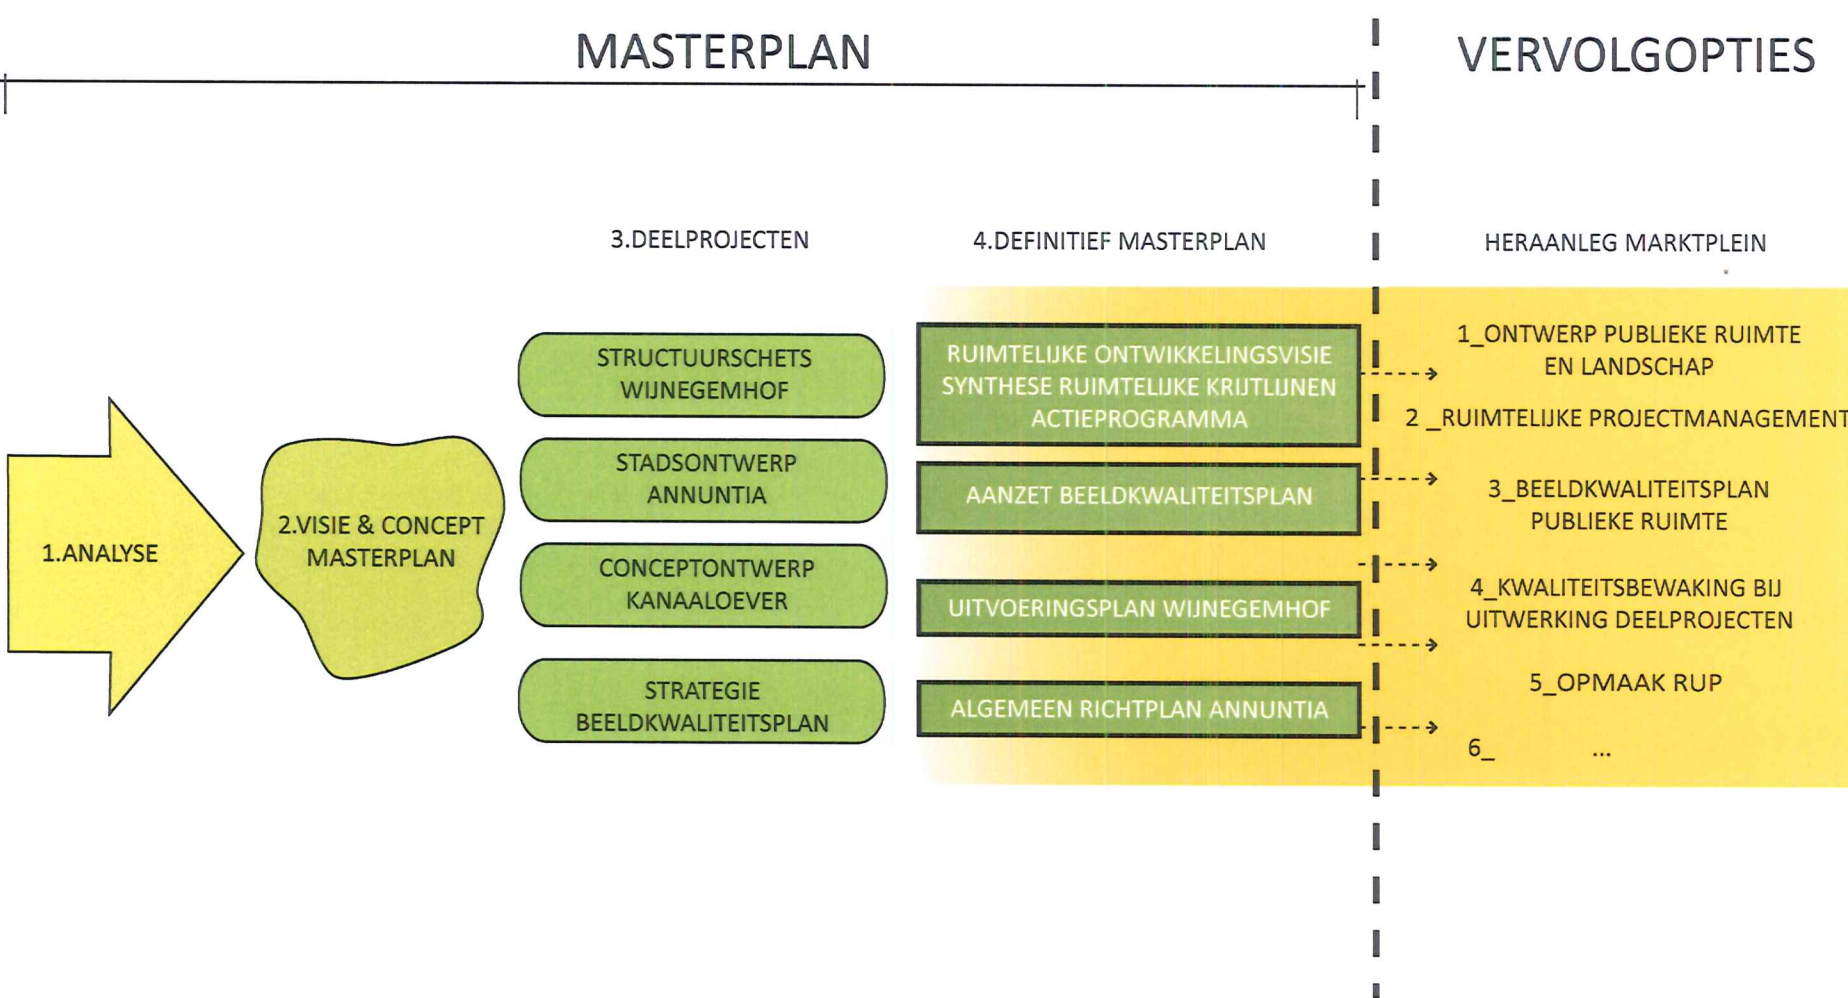 MASTERPLAN
VERVOLGOPTIES
1.ANALYSE
2.VISIE & CONCEPT
MASTERPLAN
3.DEELPROJECTEN
STRUCTUURSCHETS
WIJNEGEMHOF
STADSONTWERP
ANNUNTIA
CONCEPTONTWERP
KANAALOEVER
STRATEGIE
BEELDKWALITEITSPLAN
4.DEFINITIEF MASTERPLAN
RUIMTELIJKE ONTWIKKELINGSVISIE
SYNTHESE RUIMTELIJKE KRIJTLIJNEN
ACTIEPROGRAMMA
AANZET BEELDKWALITEITSPLAN
UITVOERINGSPLAN WIJNEGEMHOF
ALGEMEEN RICHTPLAN ANNUNTIA
HERAANLEG MARKTPLEIN
1_ONTWERP PUBLIEKE RUIMTE
EN LANDSCHAP
2 _RUIMTELIJKE PROJECTMANAGEMENT
3_BEELDKWALITEITSPLAN
PUBLIEKE RUIMTE
4_KWALITEITSBEWAKING BIJ
UITWERKING DEELPROJECTEN
5_OPMAAK RUP
6_ ...